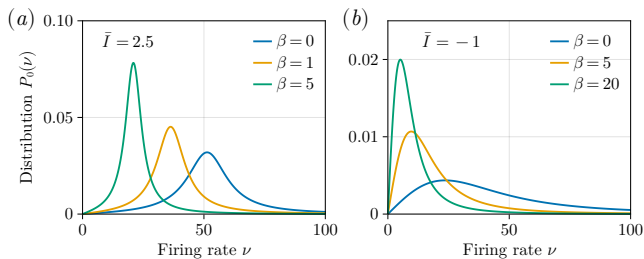 (a)
0.10
0.05
0
Distribution P₀(ν)
Ī = 2.5
β = 0
β = 1
β = 5
0 50 100
Firing rate ν
(b)
0.02
0.01
0
Ī = −1
β = 0
β = 5
β = 20
0 50 100
Firing rate ν